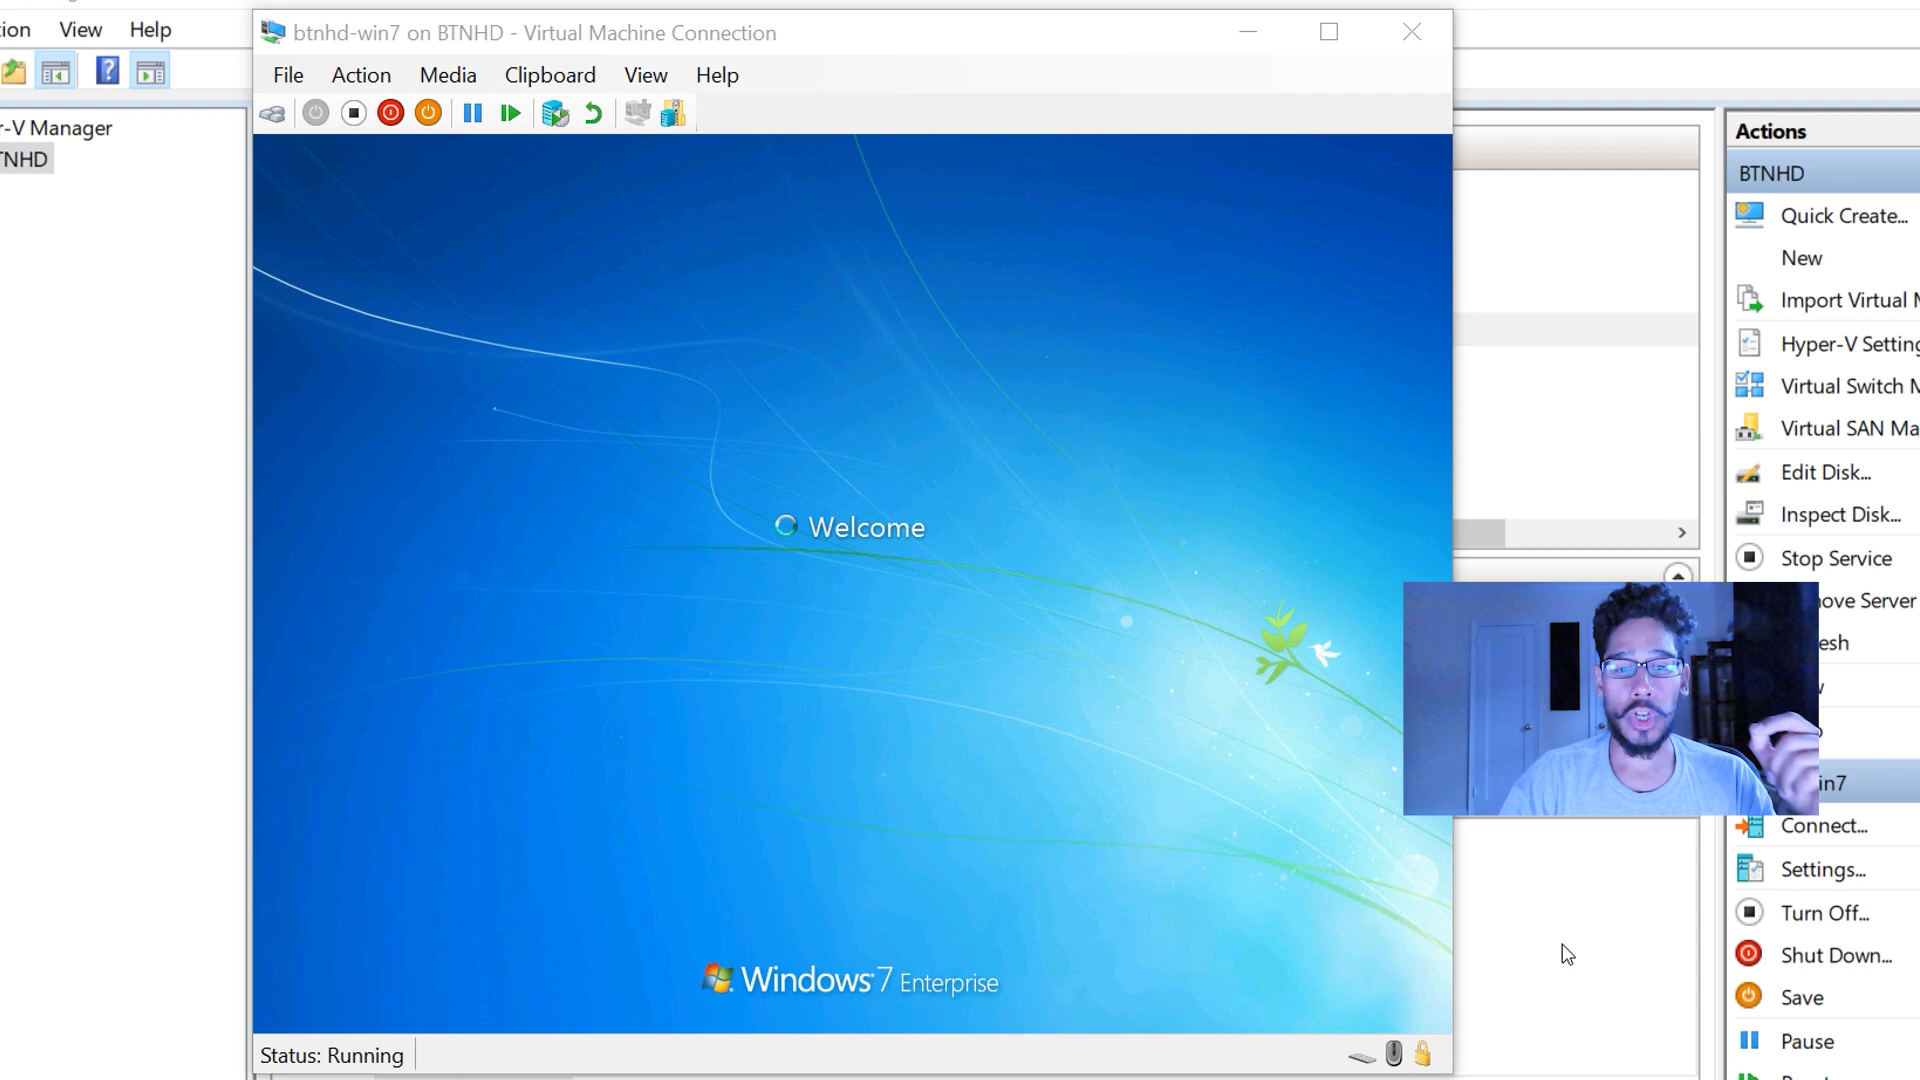 ion View Help
btnhd-win7 on BTNHD - Virtual Machine Connection
File Action Media Clipboard View Help
r-V Manager
TNHD
Welcome
Windows 7 Enterprise
Status: Running
Actions
BTNHD
Quick Create...
New
Import Virtual M
Hyper-V Setting
Virtual Switch M
Virtual SAN Ma
Edit Disk...
Inspect Disk...
Stop Service
ove Server
esh
in7
Connect...
Settings...
Turn Off...
Shut Down...
Save
Pause